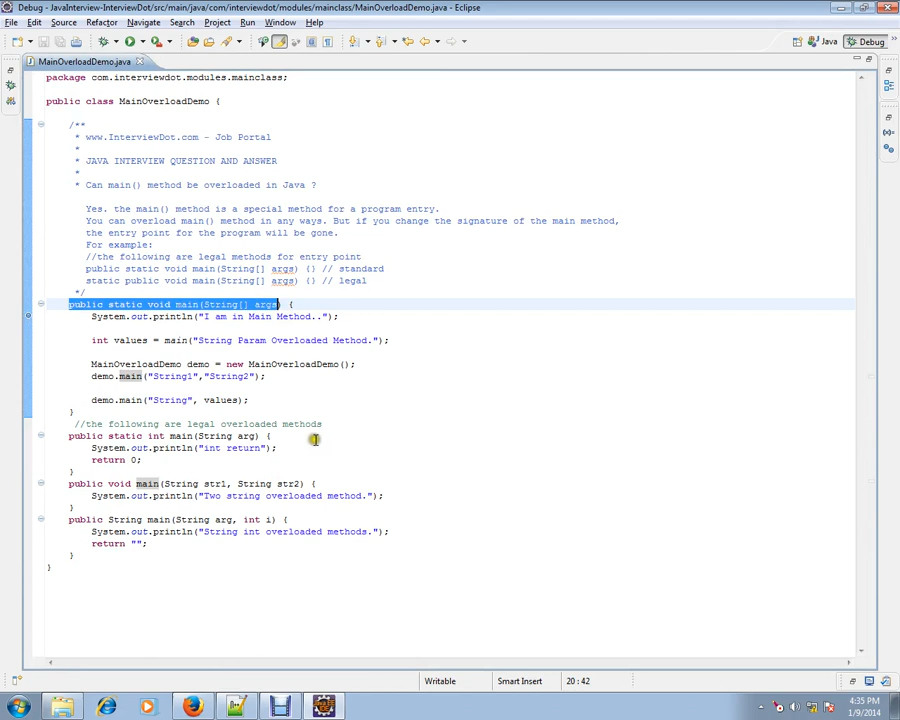 Debug - JavaInterview-InterviewDot/src/main/java/com/interviewdot/modules/mainclass/MainOverloadDemo.java - Eclipse
File Edit Source Refactor Navigate Search Project Run Window Help
Java Debug
MainOverloadDemo.java
package com.interviewdot.modules.mainclass;
public class MainOverloadDemo {
/**
* www.InterviewDot.com - Job Portal
*
* JAVA INTERVIEW QUESTION AND ANSWER
*
* Can main() method be overloaded in Java ?
Yes. the main() method is a special method for a program entry.
You can overload main() method in any ways. But if you change the signature of the main method,
the entry point for the program will be gone.
For example:
//the following are legal methods for entry point
public static void main(String[] args) {} // standard
static public void main(String[] args) {} // legal
*/
public static void main(String[] args) {
System.out.println("I am in Main Method..");
int values = main("String Param Overloaded Method.");
MainOverloadDemo demo = new MainOverloadDemo();
demo.main("String1","String2");
demo.main("String", values);
}
//the following are legal overloaded methods
public static int main(String arg) {
System.out.println("int return");
return 0;
}
public void main(String str1, String str2) {
System.out.println("Two string overloaded method.");
}
public String main(String arg, int i) {
System.out.println("String int overloaded methods.");
return "";
}
}
Writable Smart Insert 20 : 42
4:35 PM
1/9/2014